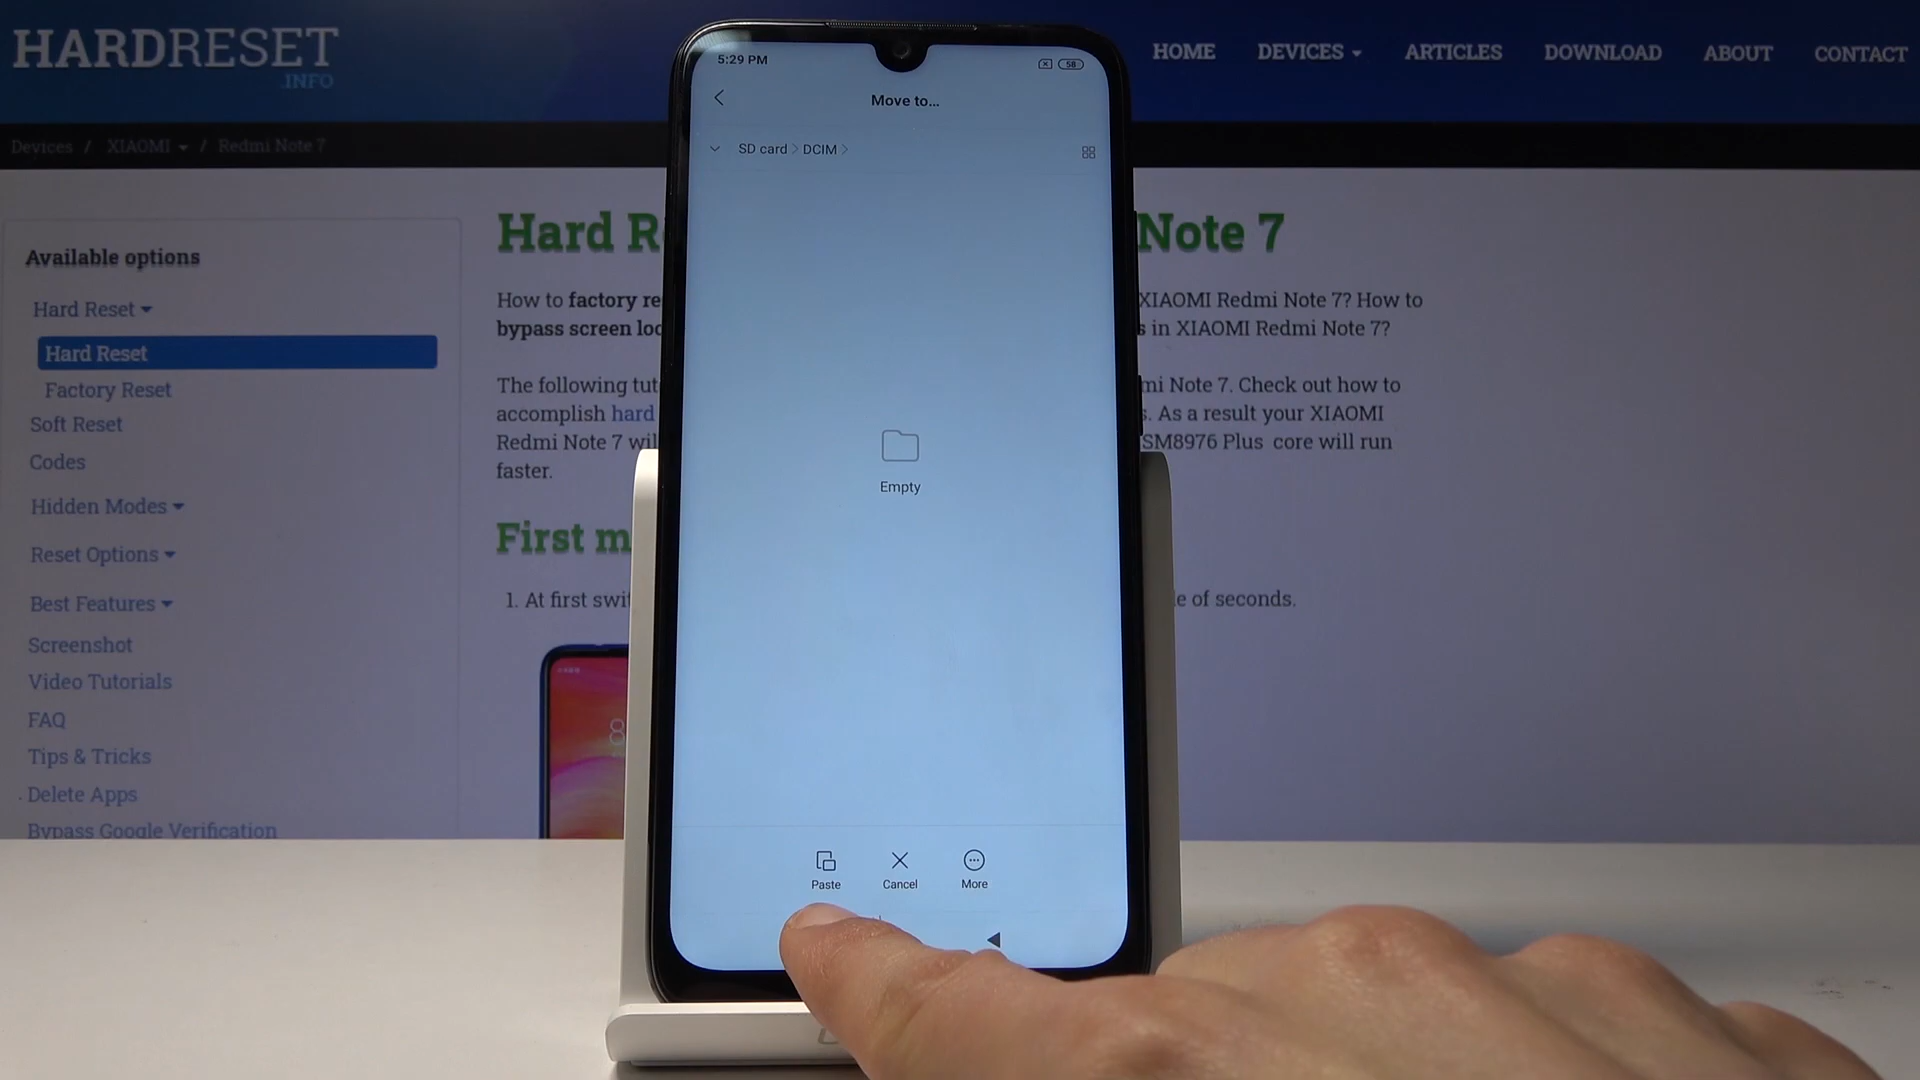 HARDRESET
.INFO
HOME DEVICES ARTICLES DOWNLOAD ABOUT CONTACT
Devices / XIAOMI / Redmi Note 7
Available options
Hard Reset
Hard Reset
Factory Reset
Soft Reset
Codes
Hidden Modes
Reset Options
Best Features
Screenshot
Video Tutorials
FAQ
Tips & Tricks
Delete Apps
Bypass Google Verification
Hard R Note 7
How to factory re XIAOMI Redmi Note 7? How to
bypass screen loc s in XIAOMI Redmi Note 7?
The following tut mi Note 7. Check out how to
accomplish hard s. As a result your XIAOMI
Redmi Note 7 wil SM8976 Plus core will run
faster.
First m
1. At first swit le of seconds.
5:29 PM
58
Move to...
SD card > DCIM >
Empty
Paste Cancel More